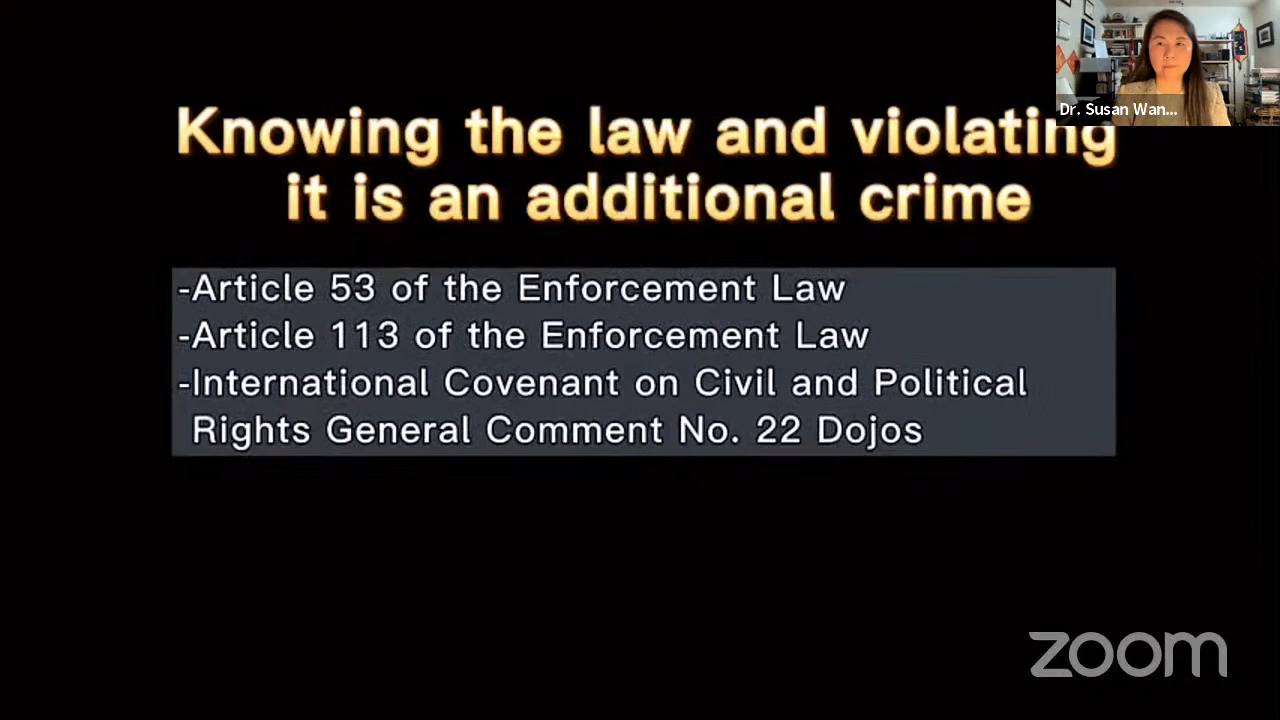 Dr. Susan Wan...
Knowing the law and violating
it is an additional crime
-Article 53 of the Enforcement Law
-Article 113 of the Enforcement Law
-International Covenant on Civil and Political
Rights General Comment No. 22 Dojos
zoom